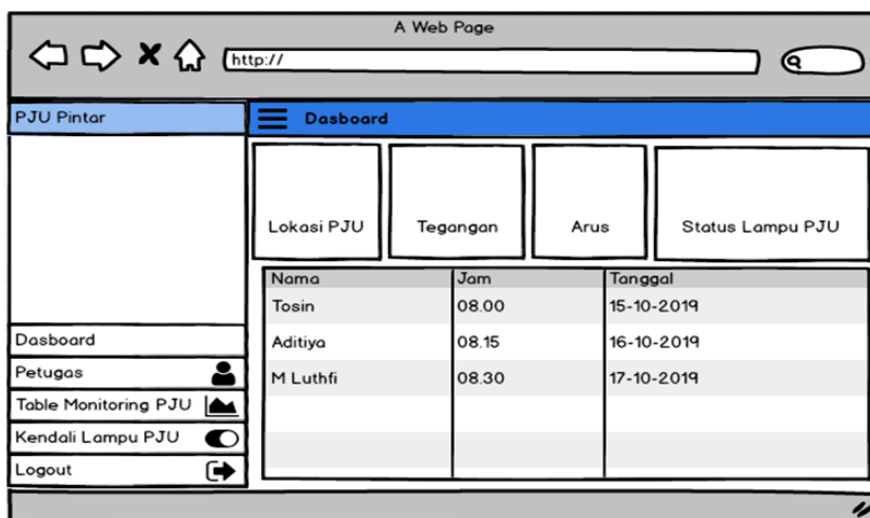 A Web Page
http://
PJU Pintar
Dasboard
Lokasi PJU
Tegangan
Arus
Status Lampu PJU
Nama Jam Tanggal
Tosin 08.00 15-10-2019
Aditiya 08.15 16-10-2019
M Luthfi 08.30 17-10-2019
Dasboard
Petugas
Table Monitoring PJU
Kendali Lampu PJU
Logout